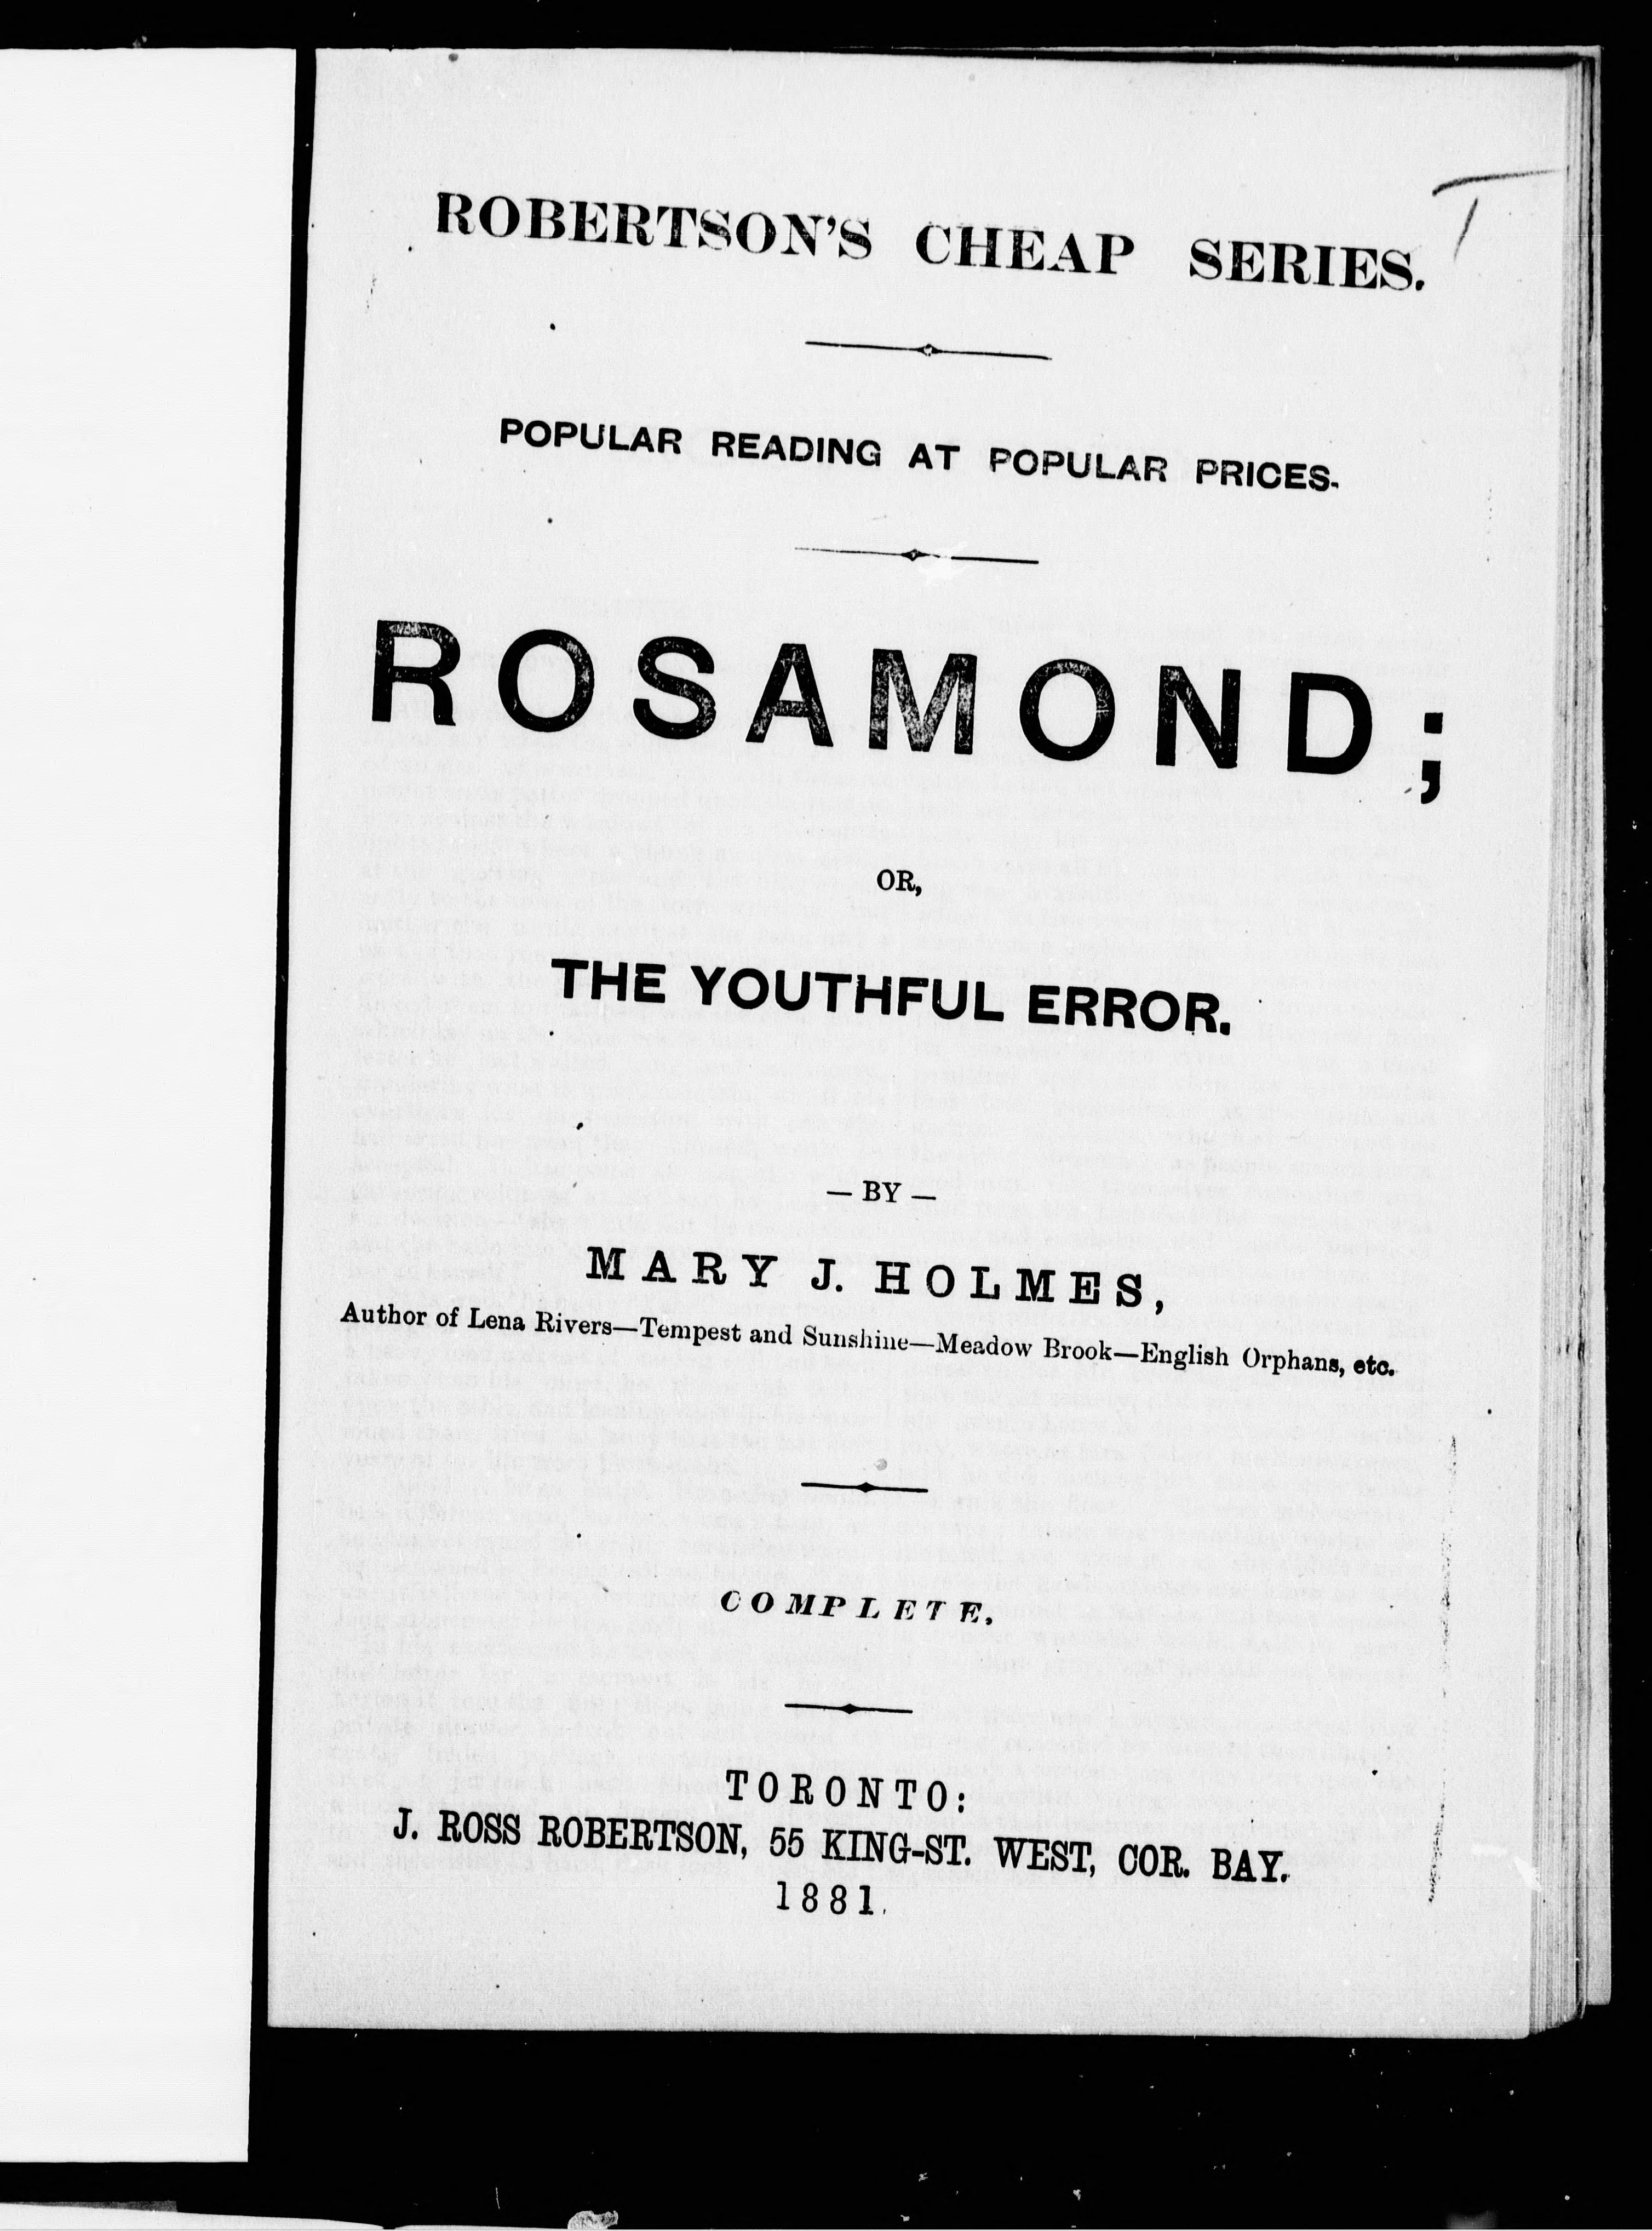 ROBERTSON'S CHEAP SERIES.
POPULAR READING AT POPULAR PRICES.
ROSAMOND;
OR,
THE YOUTHFUL ERROR.
— BY —
MARY J. HOLMES,
Author of Lena Rivers—Tempest and Sunshine—Meadow Brook—English Orphans, etc.
COMPLETE.
TORONTO:
J. ROSS ROBERTSON, 55 KING-ST. WEST, COR. BAY.
1881.